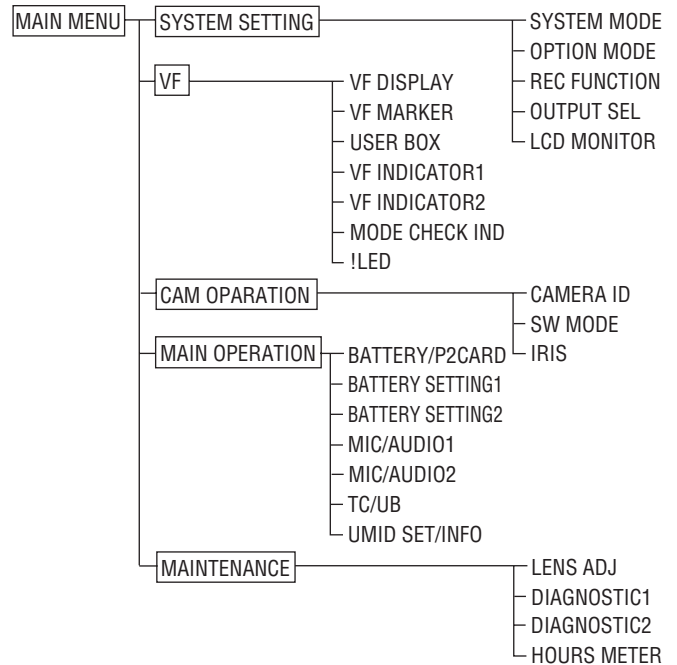 MAIN MENU
SYSTEM SETTING
SYSTEM MODE
OPTION MODE
REC FUNCTION
OUTPUT SEL
LCD MONITOR
VF
VF DISPLAY
VF MARKER
USER BOX
VF INDICATOR1
VF INDICATOR2
MODE CHECK IND
!LED
CAM OPARATION
CAMERA ID
SW MODE
IRIS
MAIN OPERATION
BATTERY/P2CARD
BATTERY SETTING1
BATTERY SETTING2
MIC/AUDIO1
MIC/AUDIO2
TC/UB
UMID SET/INFO
MAINTENANCE
LENS ADJ
DIAGNOSTIC1
DIAGNOSTIC2
HOURS METER